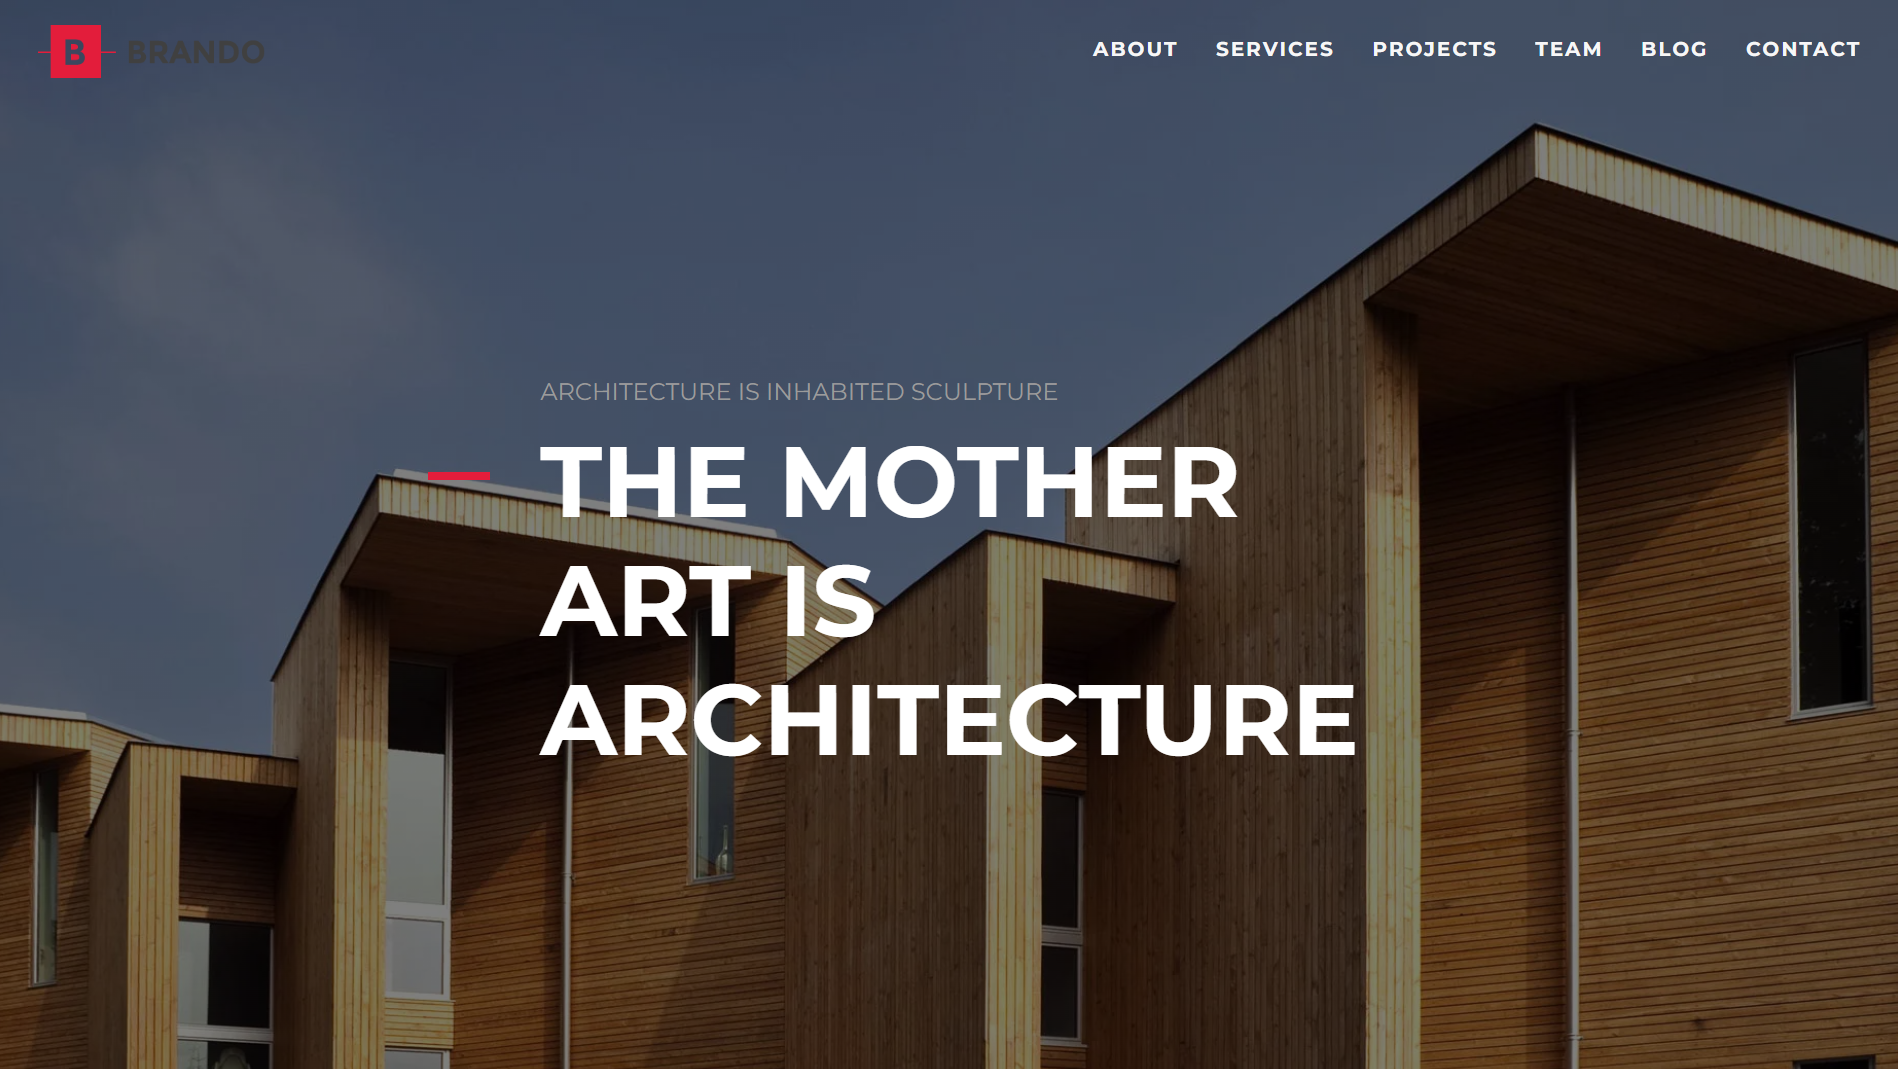 B BRANDO
ABOUT SERVICES PROJECTS TEAM BLOG CONTACT
ARCHITECTURE IS INHABITED SCULPTURE
THE MOTHER
ART IS
ARCHITECTURE